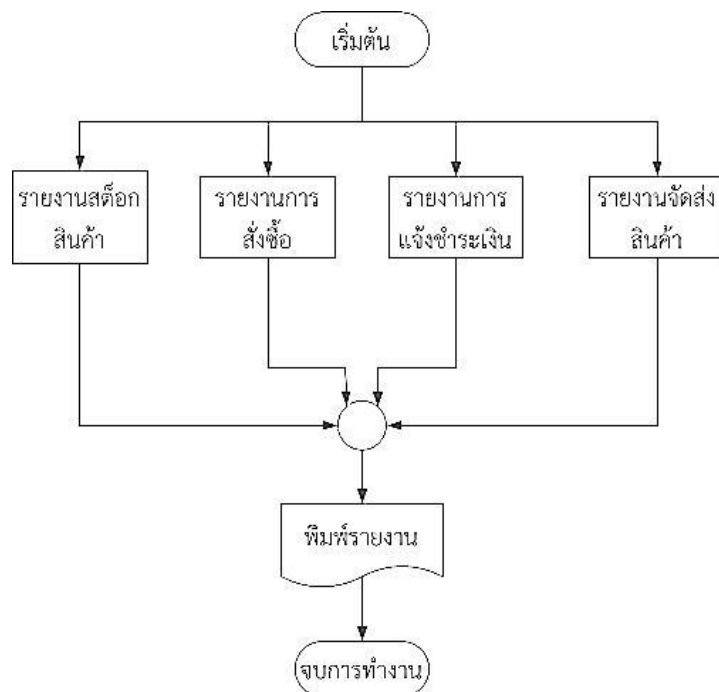 เริ่มต้น
รายงานสต็อก
สินค้า
รายงานการ
สั่งซื้อ
รายงานการ
แจ้งชำระเงิน
รายงานจัดส่ง
สินค้า
พิมพ์รายงาน
จบการทำงาน